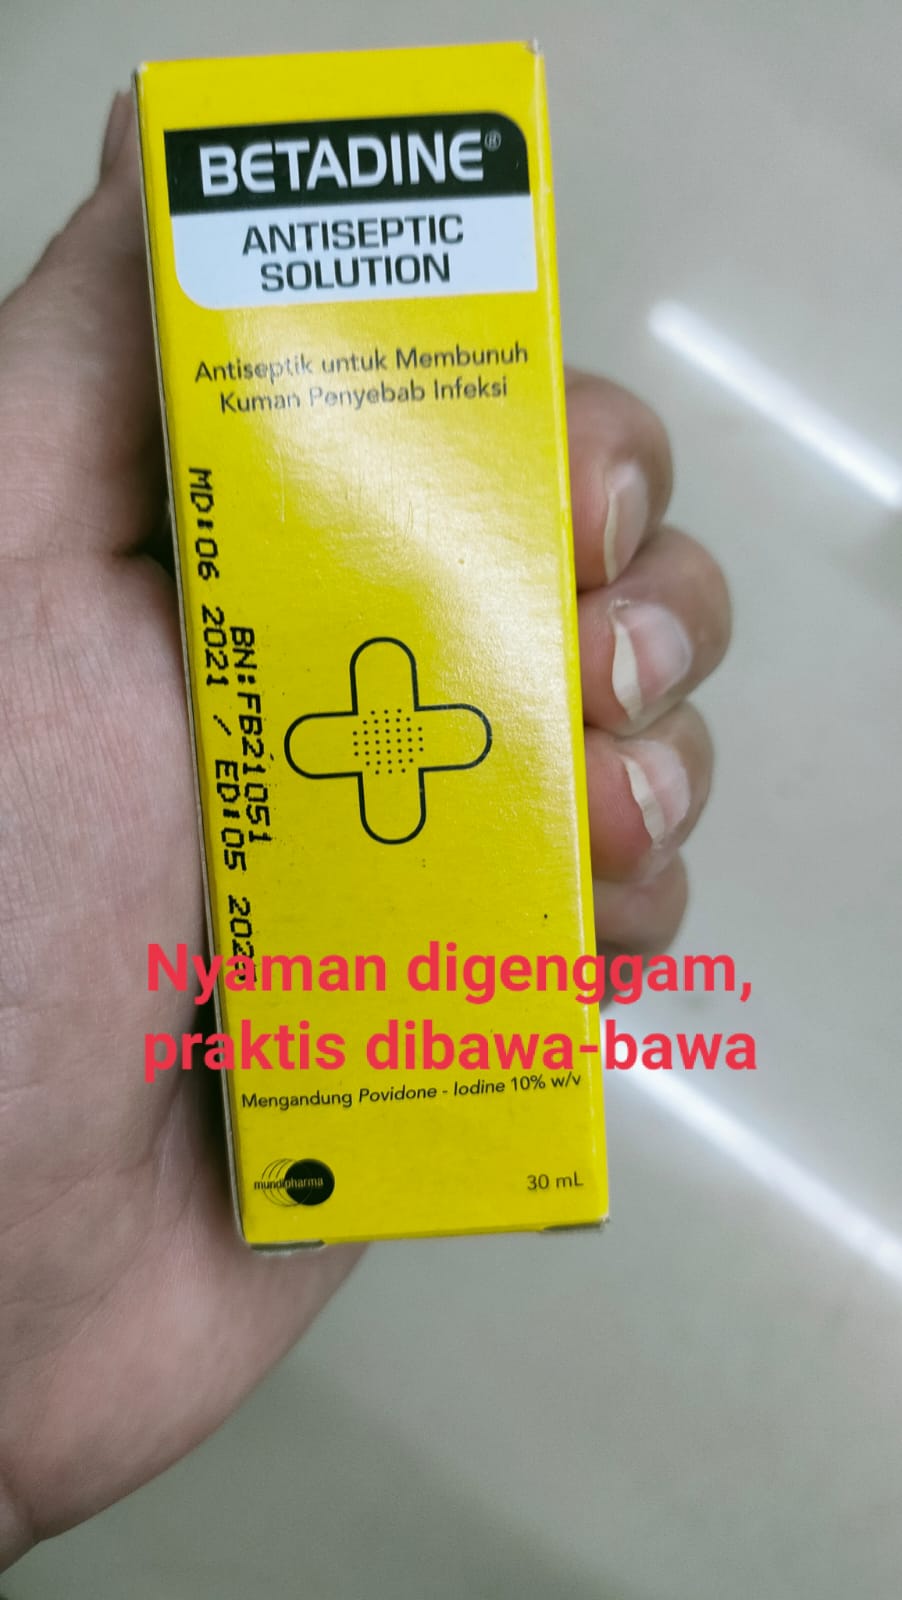 BETADINE®
ANTISEPTIC
SOLUTION
Antiseptik untuk Membunuh
Kuman Penyebab Infeksi
BN:FB21051
MD:06 2021 / ED:05
Nyaman digenggam,
praktis dibawa-bawa
Mengandung Povidone - Iodine 10% w/v
mundipharma
30 mL